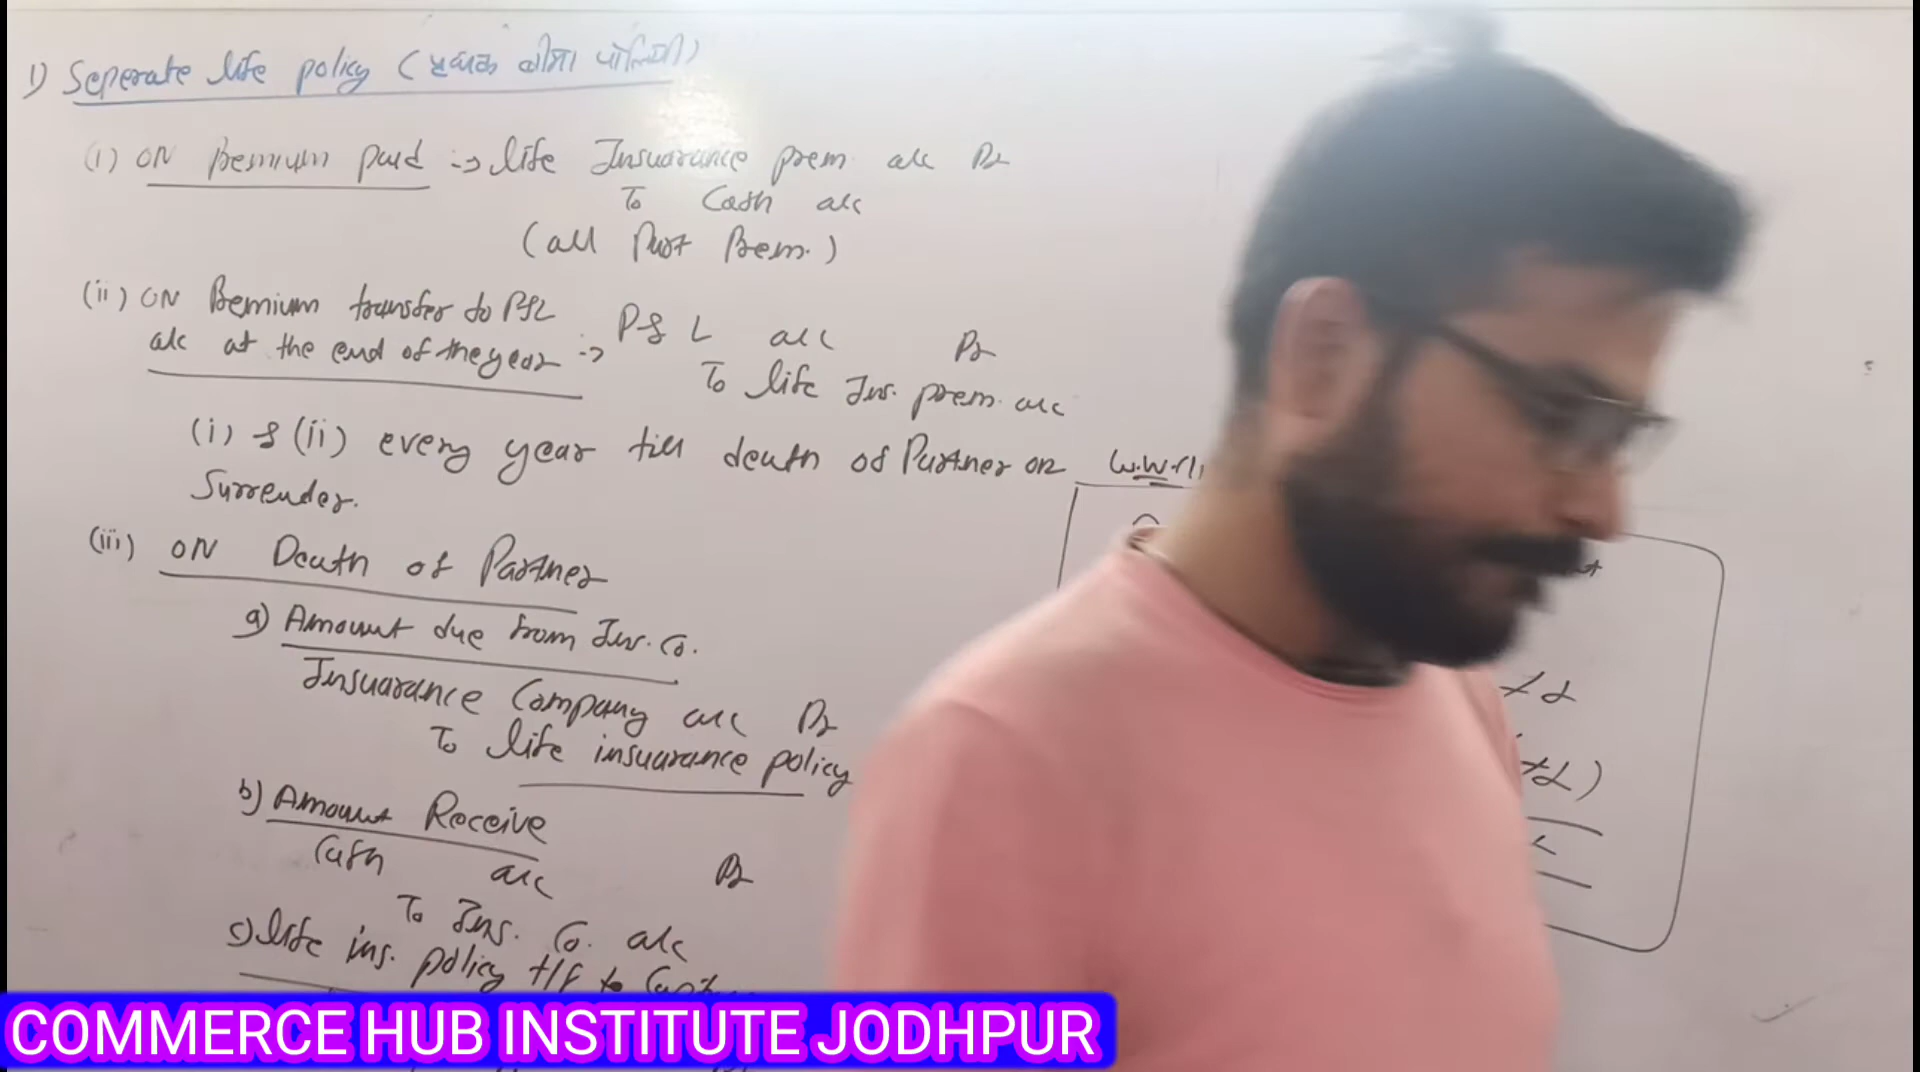 1) Seperate life policy (पृथक बीमा पॉलिसी)
(i) ON Premium paid → life Insuarance prem. a/c Dr
To Cash a/c
(all Part Prem.)
(ii) ON Premium transfer to P&L
a/c at the end of the year → P & L a/c Dr
To life Ins. prem. a/c
(i) & (ii) every year till death of Partner or
Surrender.
(iii) ON Death of Partner
a) Amount due from Ins. Co.
Insuarance Company a/c Dr
To life insuarance policy
b) Amount Receive
Cash a/c Dr
To Ins. Co. a/c
c) life ins. policy t/f to
W.W.(1)
COMMERCE HUB INSTITUTE JODHPUR